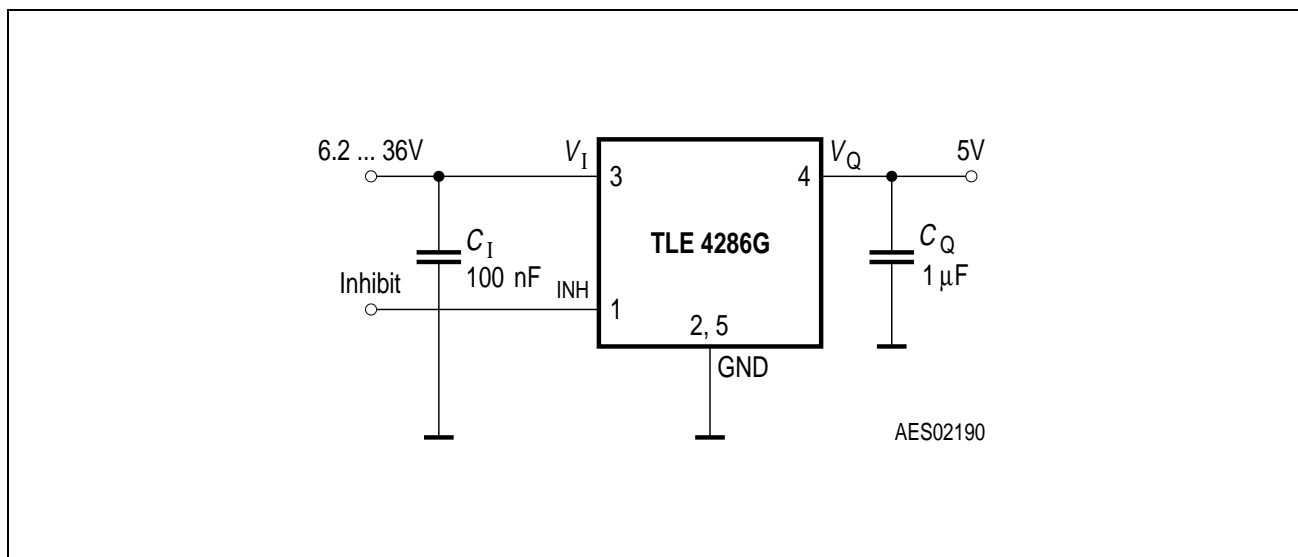 6.2 ... 36V
V_I
3
4
V_Q
5V
TLE 4286G
C_I
100 nF
C_Q
1 µF
Inhibit
INH
1
2, 5
GND
AES02190